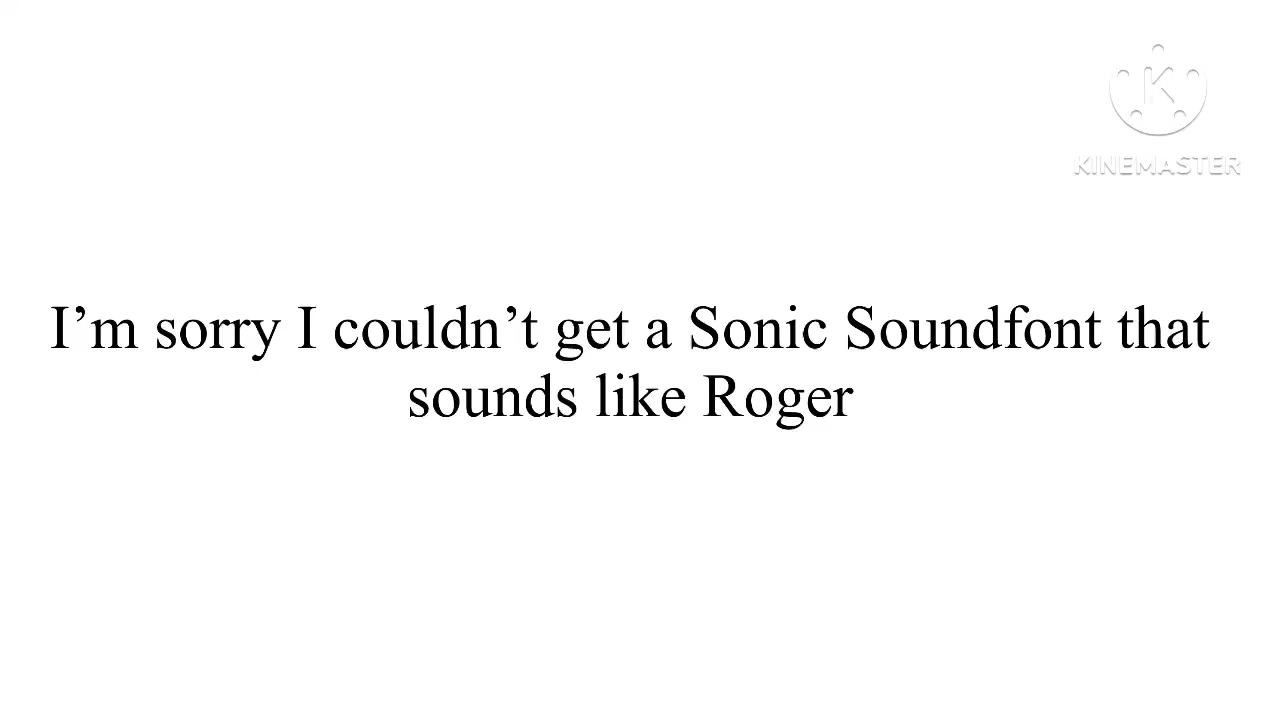 KINEMASTER
I’m sorry I couldn’t get a Sonic Soundfont that
sounds like Roger